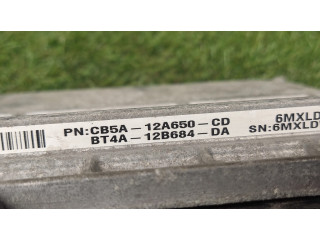 PN:CB5A-12A650-CD 6MXLD
BT4A-12B684-DA SN:6MXLD